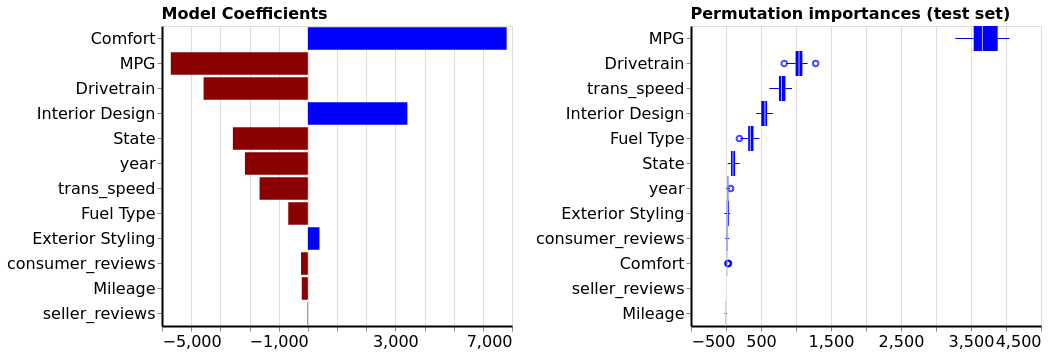 Model Coefficients
Comfort
MPG
Drivetrain
Interior Design
State
year
trans_speed
Fuel Type
Exterior Styling
consumer_reviews
Mileage
seller_reviews
−5,000 −1,000 3,000 7,000
Permutation importances (test set)
MPG
Drivetrain
trans_speed
Interior Design
Fuel Type
State
year
Exterior Styling
consumer_reviews
Comfort
seller_reviews
Mileage
−500 500 1,500 2,500 3,500 4,500